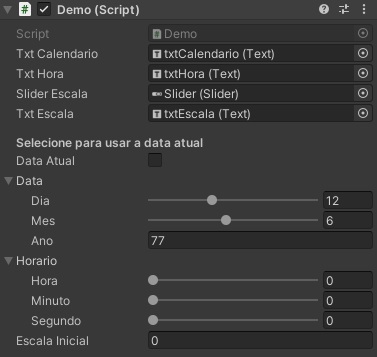 Demo (Script)
Script Demo
Txt Calendario txtCalendario (Text)
Txt Hora txtHora (Text)
Slider Escala Slider (Slider)
Txt Escala txtEscala (Text)
Selecione para usar a data atual
Data Atual
Data
Dia 12
Mes 6
Ano 77
Horario
Hora 0
Minuto 0
Segundo 0
Escala Inicial 0